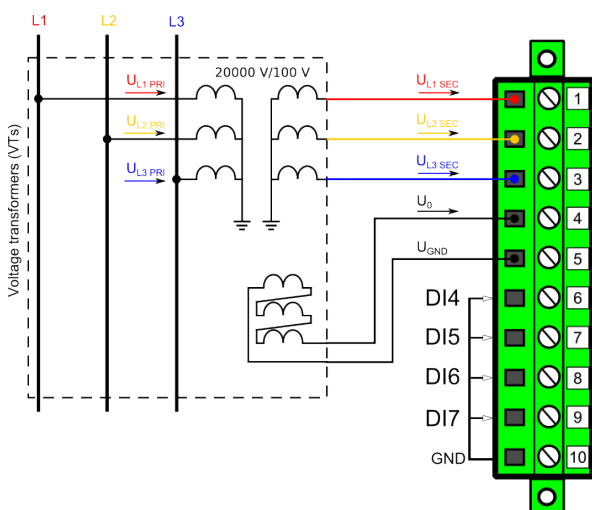 L1 L2 L3
20000 V/100 V
Voltage transformers (VTs)
UL1 PRI
UL1 SEC
1
UL2 PRI
UL2 SEC
2
UL3 PRI
UL3 SEC
3
U0
4
UGND
5
DI4
6
DI5
7
DI6
8
DI7
9
GND
10